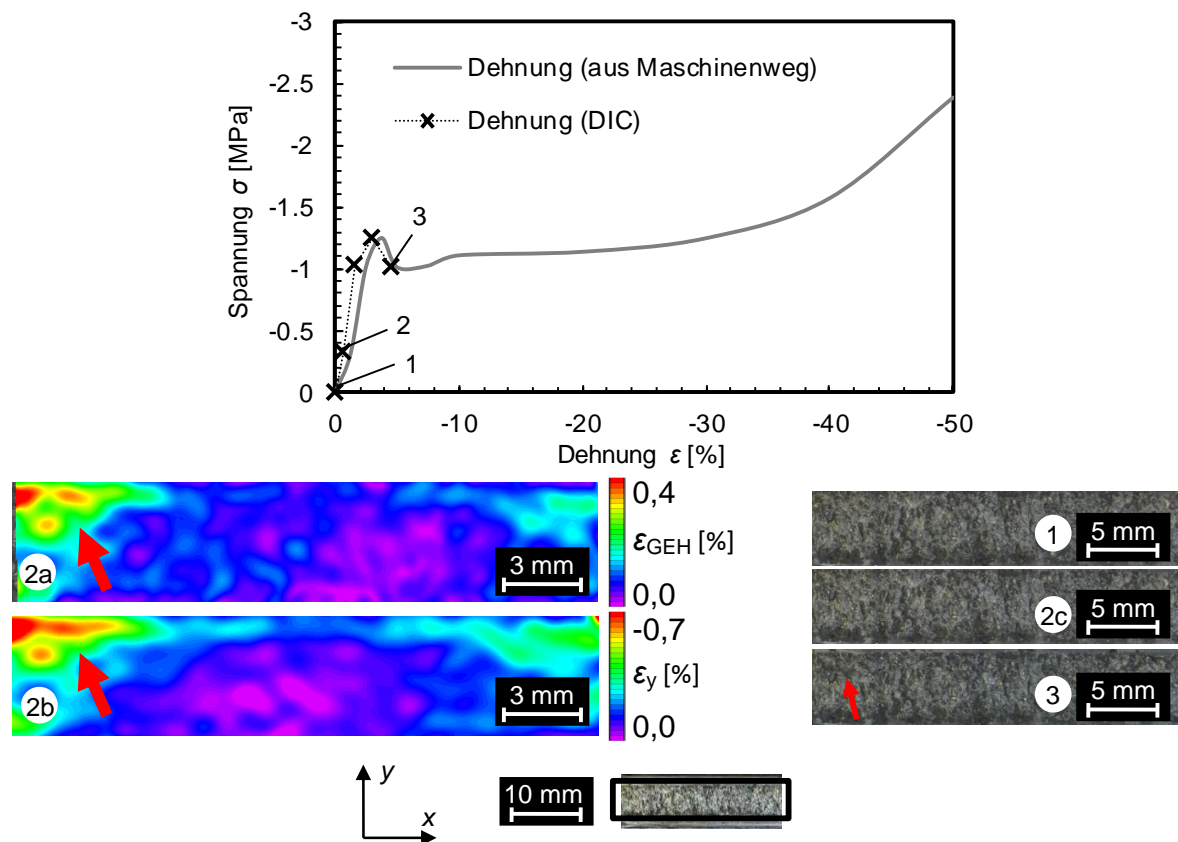 -3
-2.5
-2
-1.5
-1
-0.5
0
Spannung σ [MPa]
Dehnung (aus Maschinenweg)
Dehnung (DIC)
3
2
1
0 -10 -20 -30 -40 -50
Dehnung ε [%]
2a
3 mm
0,4
εGEH [%]
0,0
2b
3 mm
-0,7
εy [%]
0,0
1
5 mm
2c
5 mm
3
5 mm
y
x
10 mm